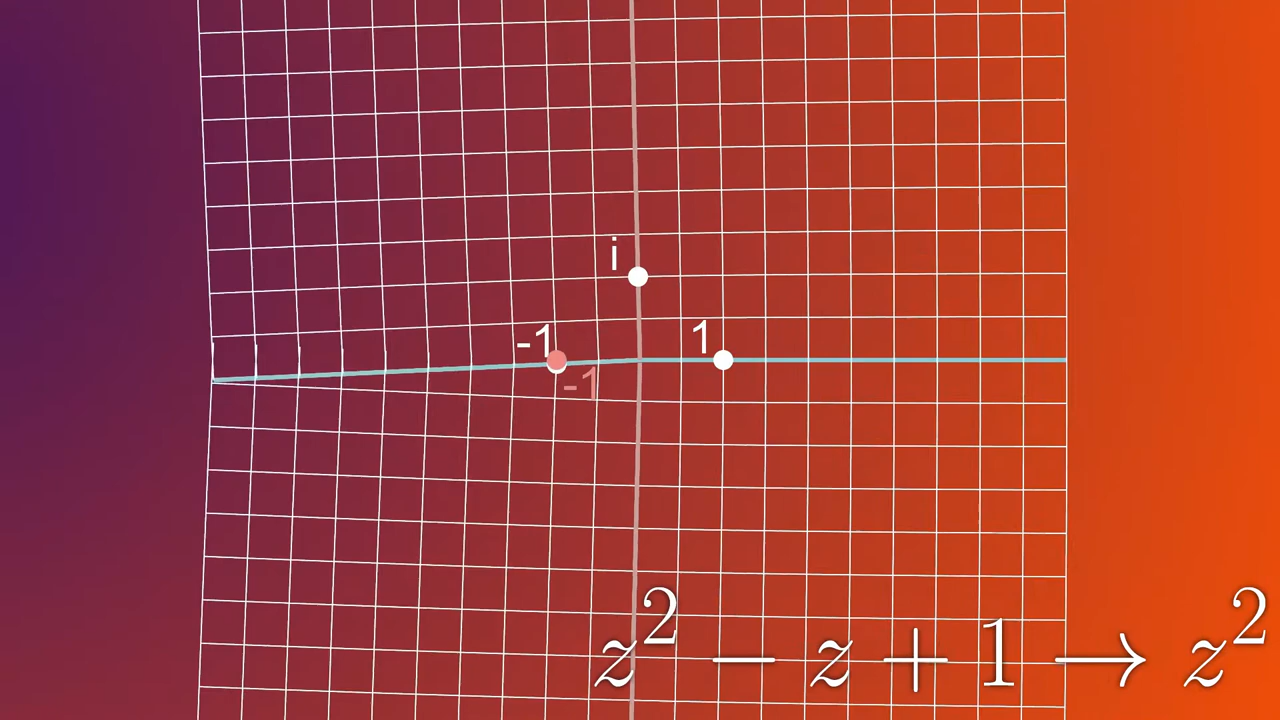 i
-1
1
-1
z² − z + 1 → z²